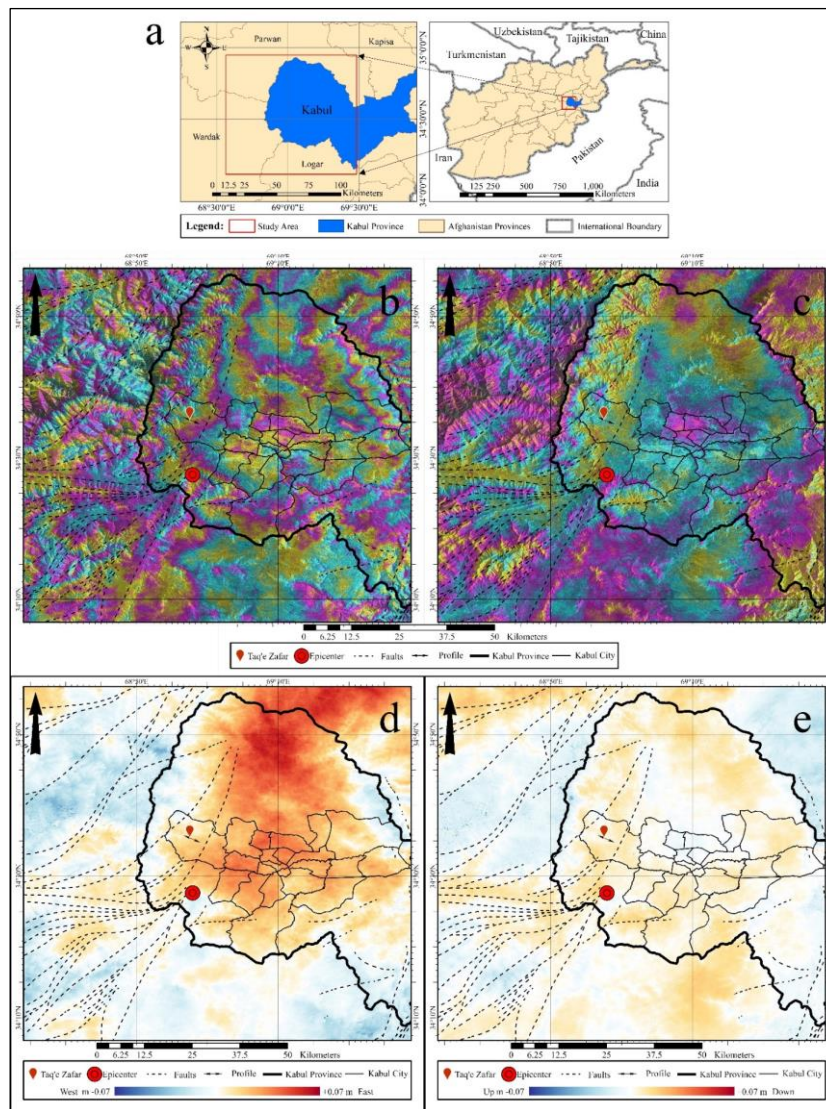 a
N
S
Parwan
Kapisa
Kabul
Wardak
Logar
0 12.5 25 50 75 100
Kilometers
68°30'0"E 69°0'0"E 69°30'0"E
35°0'0"N
34°30'0"N
34°0'0"N
Uzbekistan
China
Tajikistan
Turkmenistan
Iran
Pakistan
India
0 125 250 500 750 1,000
Kilometers
Legend: Study Area Kabul Province Afghanistan Provinces International Boundary
b
c
0 6.25 12.5 25 37.5 50
Kilometers
Taq'e Zafar Epicenter Faults Profile Kabul Province Kabul City
d
e
0 6.25 12.5 25 37.5 50
Kilometers
0 6.25 12.5 25 37.5 50
Kilometers
Taq'e Zafar Epicenter Faults Profile Kabul Province Kabul City
West m -0.07 +0.07 m East
Taq'e Zafar Epicenter Faults Profile Kabul Province Kabul City
Up m -0.07 0.07 m Down